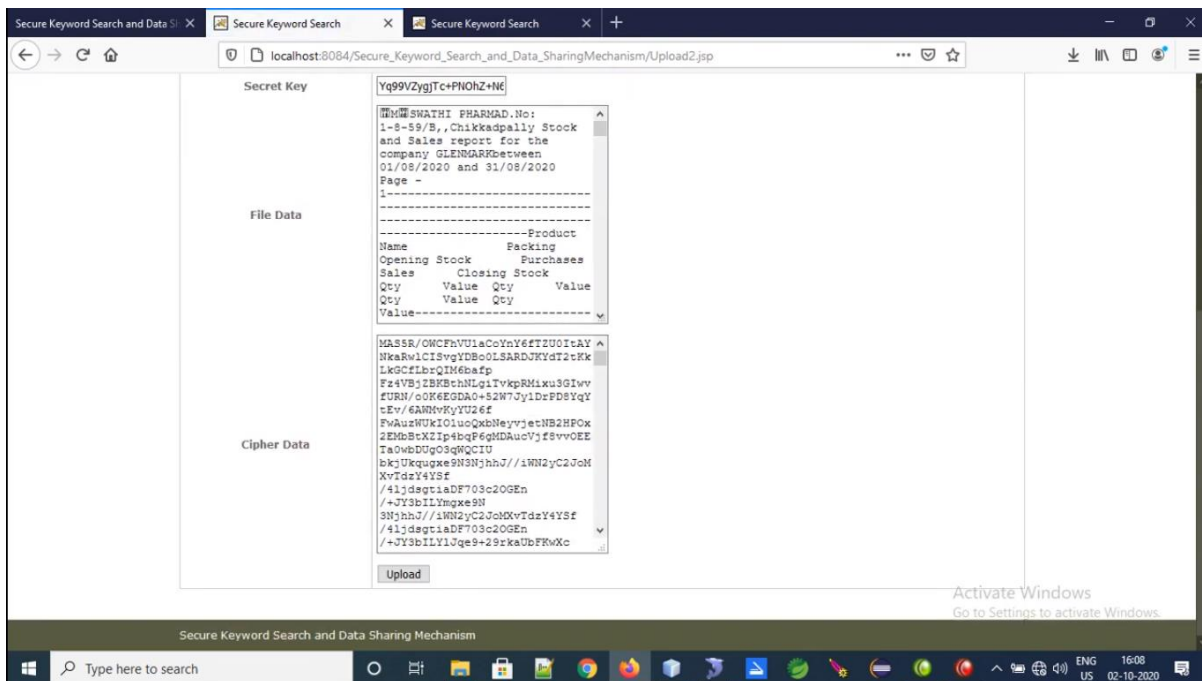 Secure Keyword Search and Data Sh
Secure Keyword Search
Secure Keyword Search
localhost:8084/Secure_Keyword_Search_and_Data_SharingMechanism/Upload2.jsp
Secret Key
Yq99VZygjTc+PNOhZ+N6
File Data
SWATHI PHARMAD.No:
1-8-59/B,,Chikkadpally Stock
and Sales report for the
company GLENMARKbetween
01/08/2020 and 31/08/2020
Page -
1------------------------------
-------------------------------
-------------------------------
----------------------Product
Name Packing
Opening Stock Purchases
Sales Closing Stock
Qty Value Qty Value
Qty Value Qty
Value--------------------------
Cipher Data
MAS5R/OWCFhVU1aCoYnY6fTZU0ItAY
NkaRwlCISvgYDBo0LSARDJKYdT2tKk
LkGCfLbrQIM6bafp
Fz4VBjZBKBthNLgiTvkpRMixu3GIwv
fURN/o0K6EGDA0+52W7Jy1DrPD8YqY
tEv/6AWMvKyYU26f
FwAuzWUkIO1uoQxbNeyvjetNB2HPOx
2EMbBtXZIp4bqP6gMDAucVjf8vvOEE
Ta0wbDUgO3qWQCIU
bkjUkqugxe9N3NjhhJ//iWN2yC2JoM
XvTdzY4YSf
/41jdsgtiaDF703c2OGEn
/+JY3bILYmgxe9N
3NjhhJ//iWN2yC2JoMXvTdzY4YSf
/41jdsgtiaDF703c2OGEn
/+JY3bILY1Jqe9+29rkaUbFKwXc
Upload
Activate Windows
Go to Settings to activate Windows.
Secure Keyword Search and Data Sharing Mechanism
Type here to search
ENG
US
16:08
02-10-2020